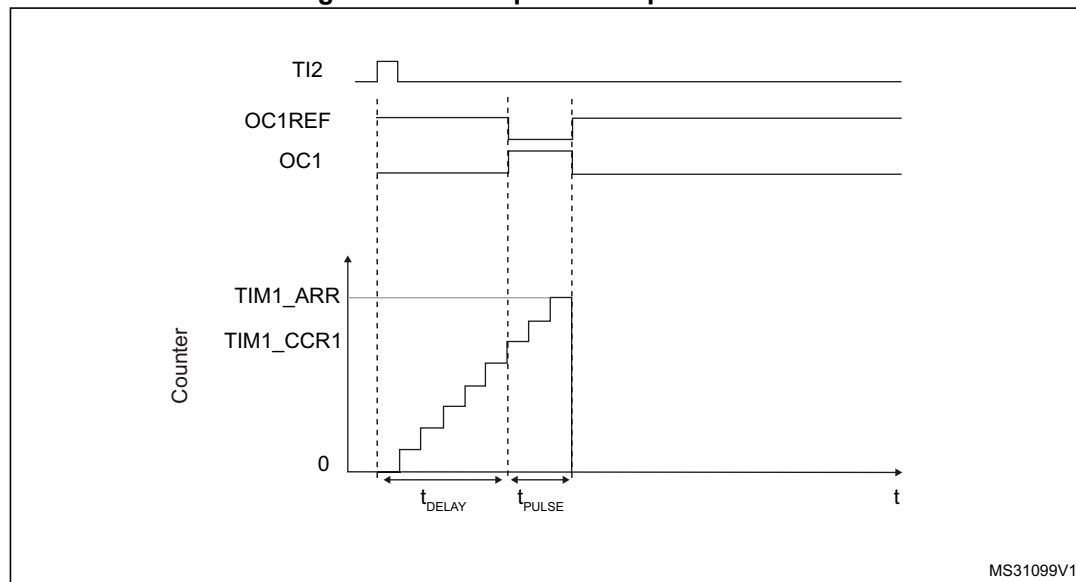 TI2
OC1REF
OC1
TIM1_ARR
TIM1_CCR1
Counter
0
tDELAY
tPULSE
t
MS31099V1